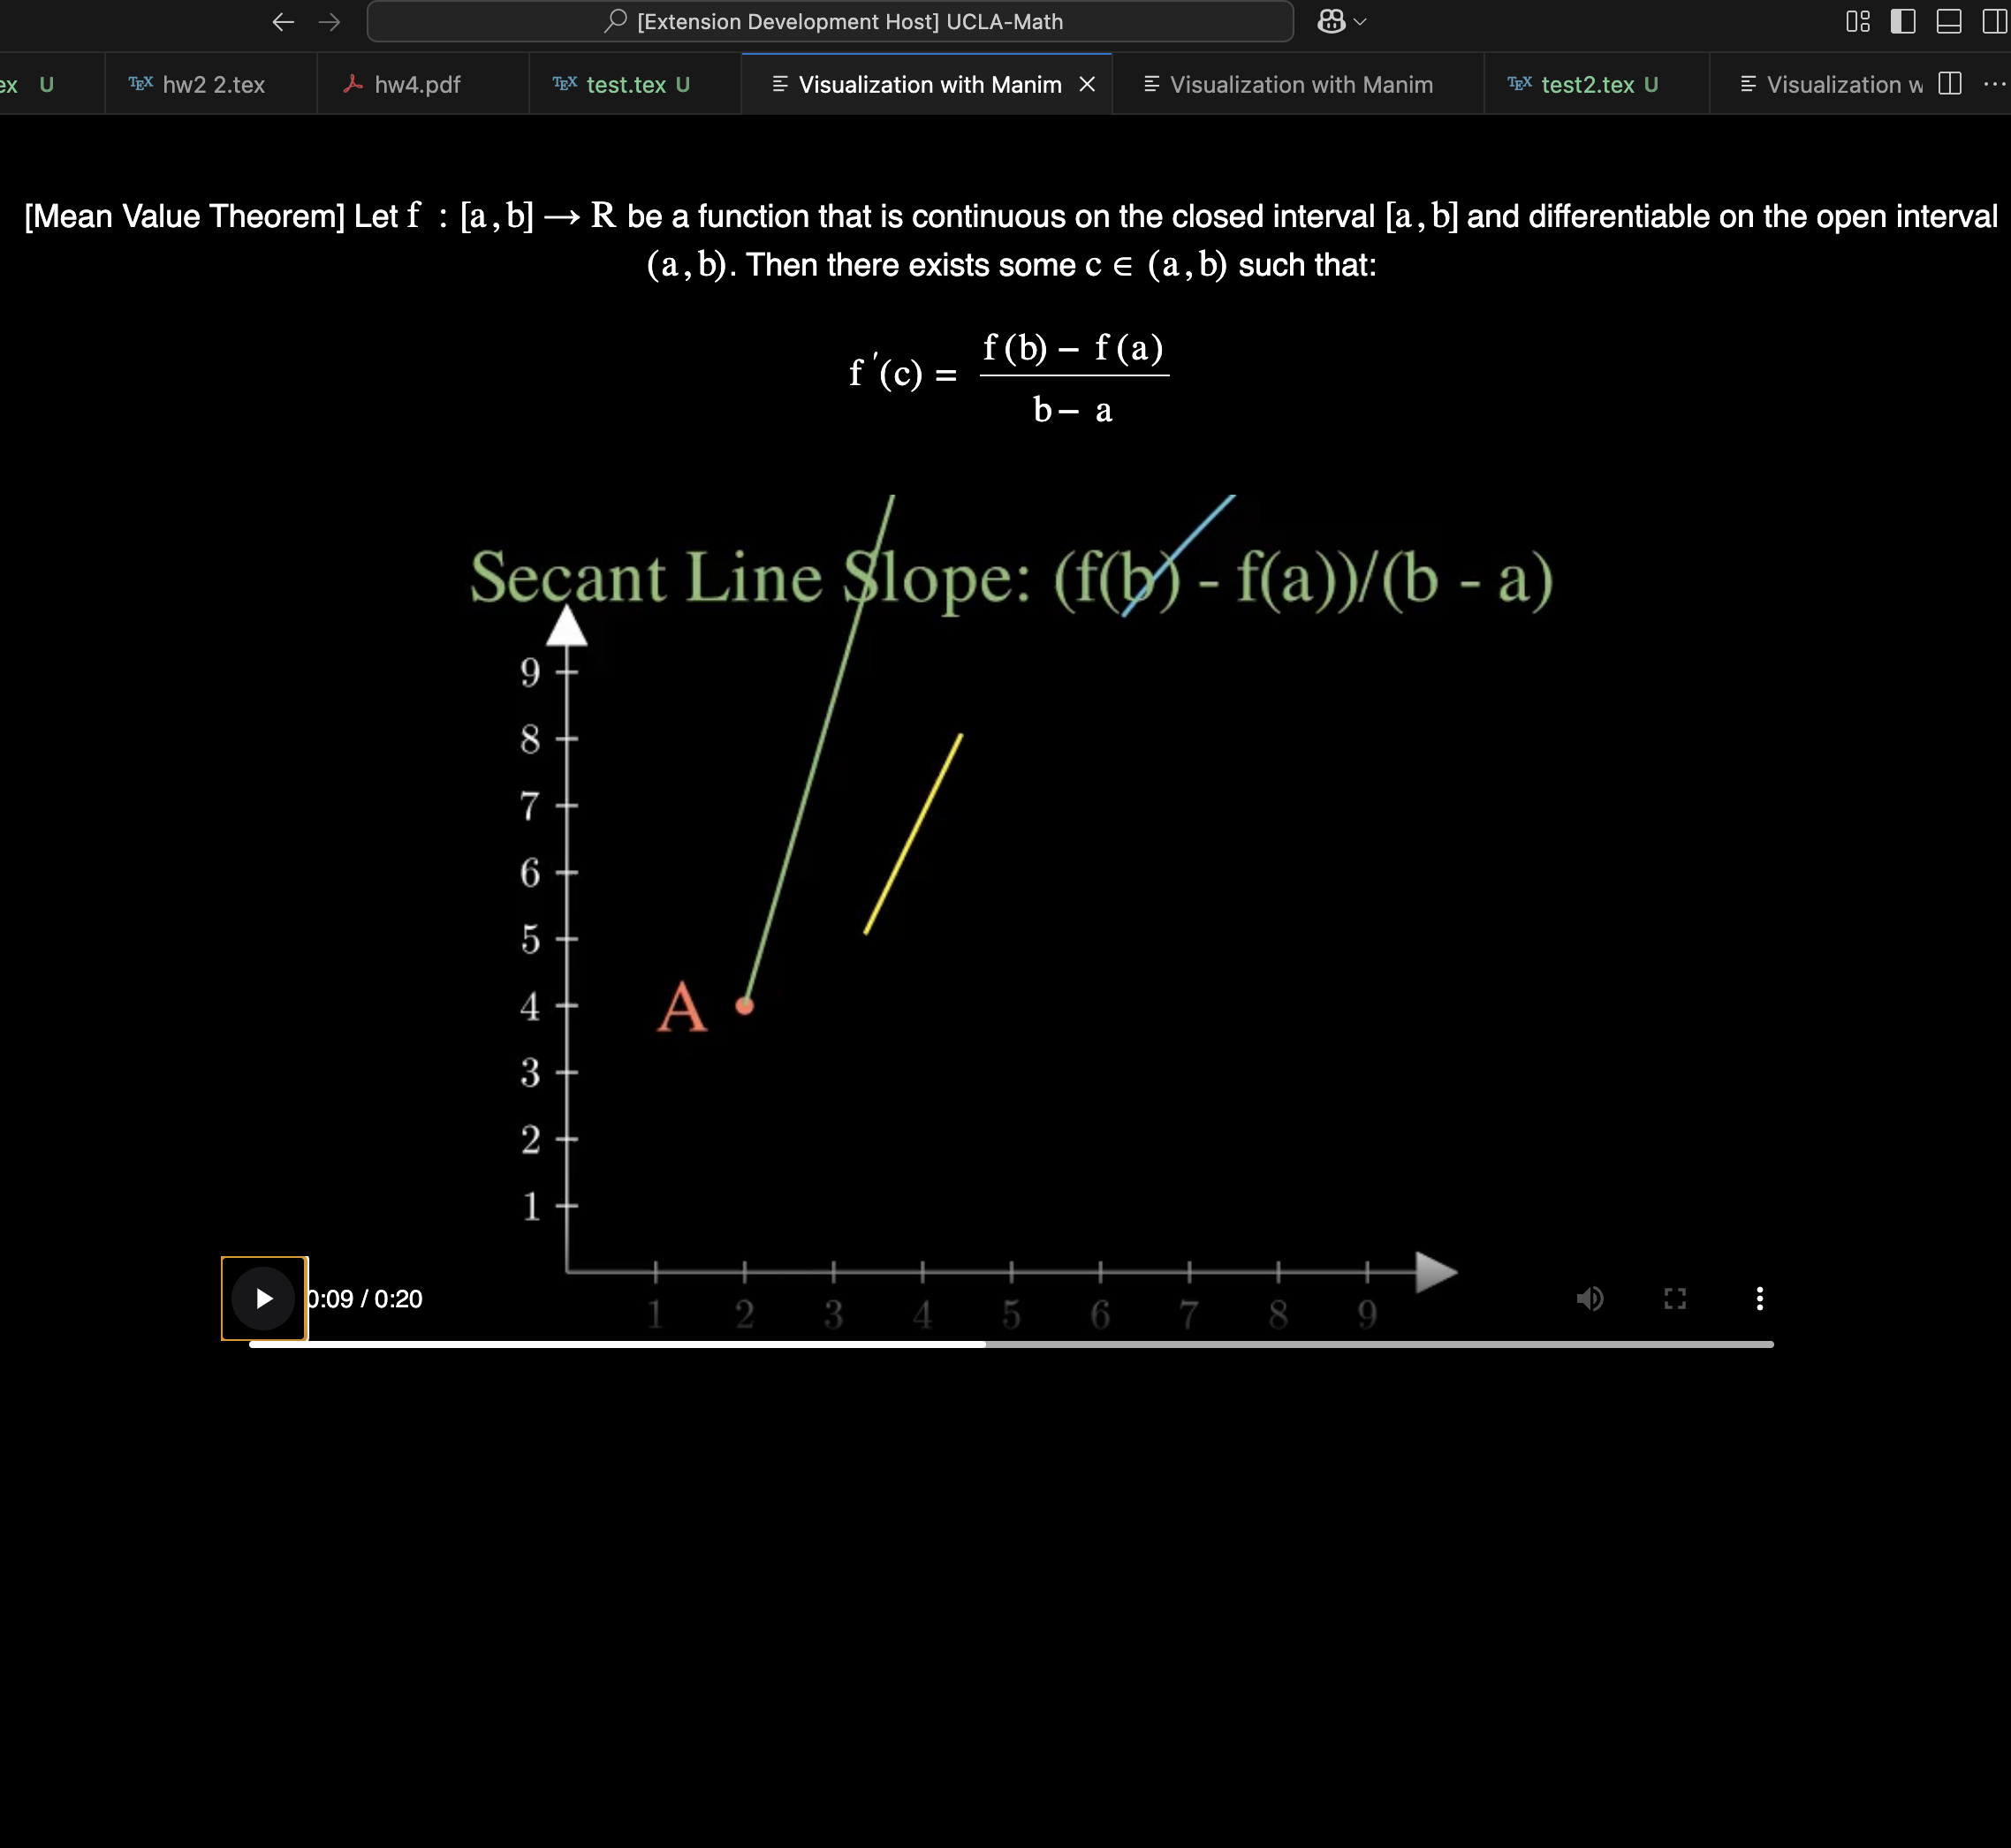 [Extension Development Host] UCLA-Math
ex U
TEX hw2 2.tex
hw4.pdf
TEX test.tex U
Visualization with Manim
Visualization with Manim
TEX test2.tex U
Visualization w
[Mean Value Theorem] Let f : [a,b] → R be a function that is continuous on the closed interval [a,b] and differentiable on the open interval
(a,b). Then there exists some c ∈ (a,b) such that:
f′(c) = f(b) − f(a)
b − a
Secant Line Slope: (f(b) - f(a))/(b - a)
9
8
7
6
5
A 4
3
2
1
0:09 / 0:20
1 2 3 4 5 6 7 8 9